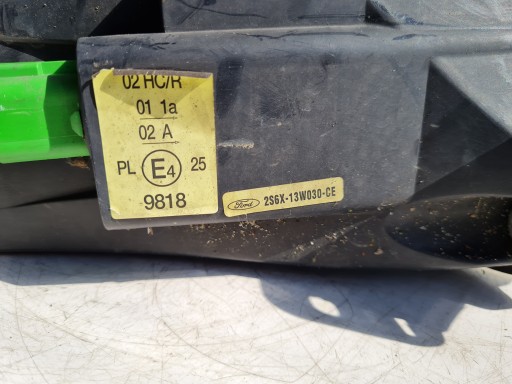 02 HC/R
01 1a
02 A
PL E4 25
9818
Ford 2S6X-13W030-CE